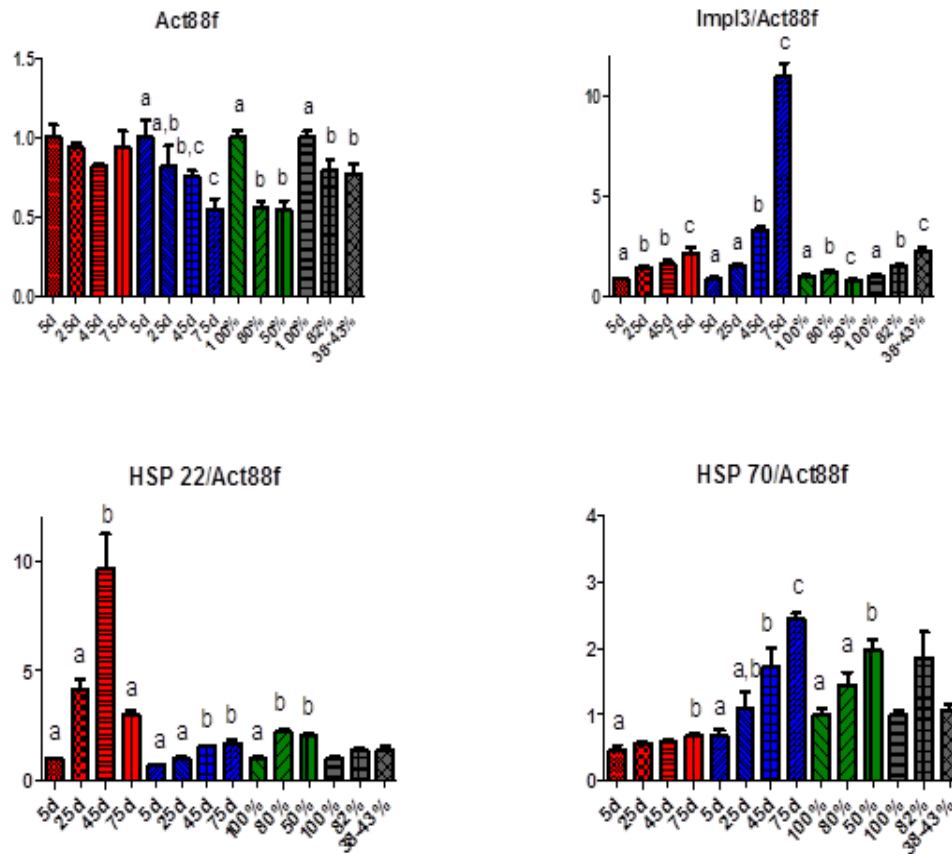 Act88f
1.5
1.0
0.5
0.0
a
a,b
b,c
c
a
b
b
a
b
b
5d
25d
45d
75d
5d
25d
45d
75d
100%
80%
50%
100%
82%
38-43%
Impl3/Act88f
10
5
0
a
b
b
c
a
a
b
c
a
b
c
a
b
c
5d
25d
45d
75d
5d
25d
45d
75d
100%
80%
50%
100%
82%
38-43%
HSP 22/Act88f
10
5
0
a
a
b
a
a
a
b
b
a
b
b
5d
25d
45d
75d
5d
25d
45d
75d
100%
80%
50%
100%
82%
38-43%
HSP 70/Act88f
4
3
2
1
0
a
b
a
a,b
b
c
a
a
b
5d
25d
45d
75d
5d
25d
45d
75d
100%
80%
50%
100%
82%
38-43%